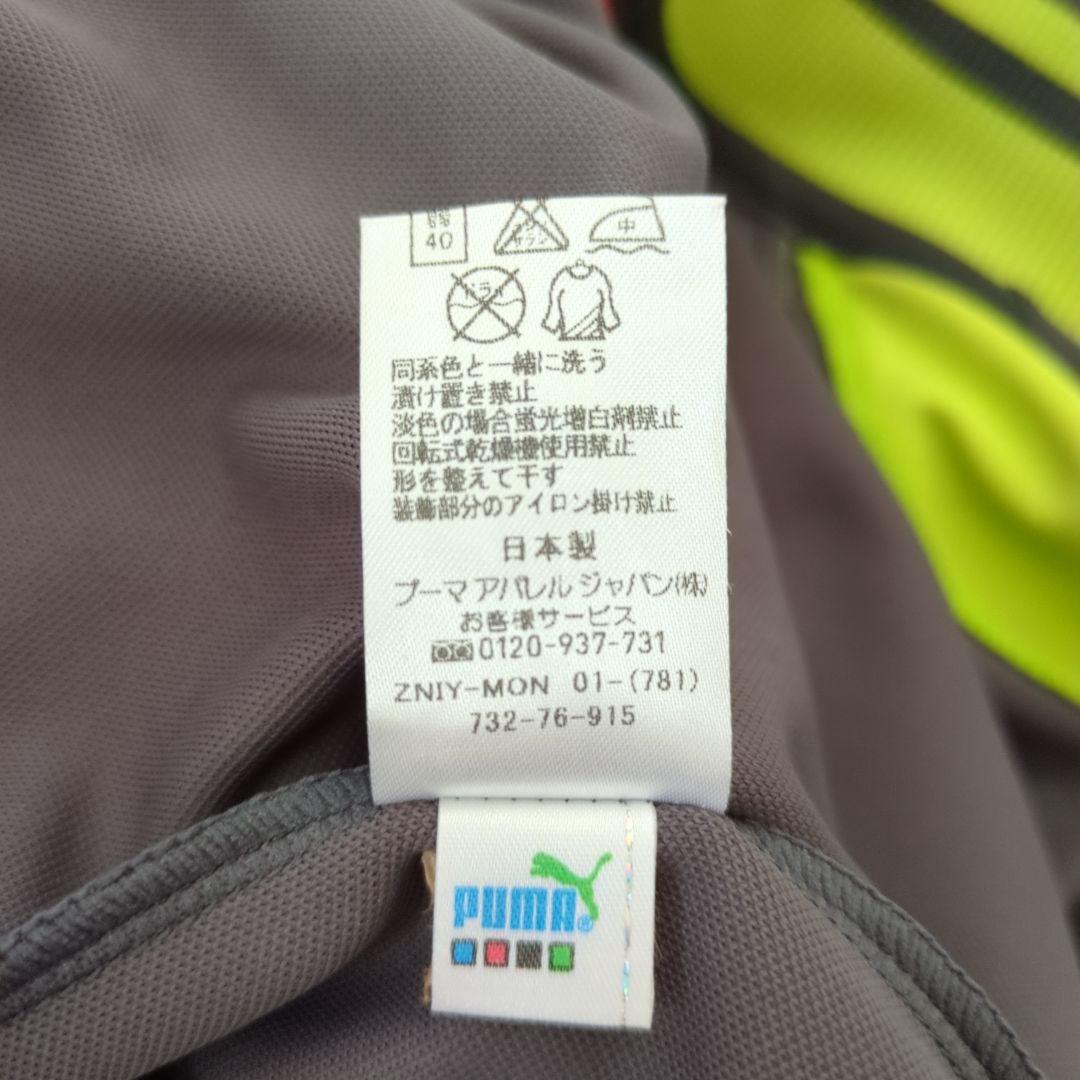 40
中
ドライ
同系色と一緒に洗う
漬け置き禁止
淡色の場合蛍光増白剤禁止
回転式乾燥機使用禁止
形を整えて干す
装飾部分のアイロン掛け禁止
日本製
プーマ アパレル ジャパン(株)
お客様サービス
0120-937-731
ZNIY-MON 01-(781)
732-76-915
PUMA®